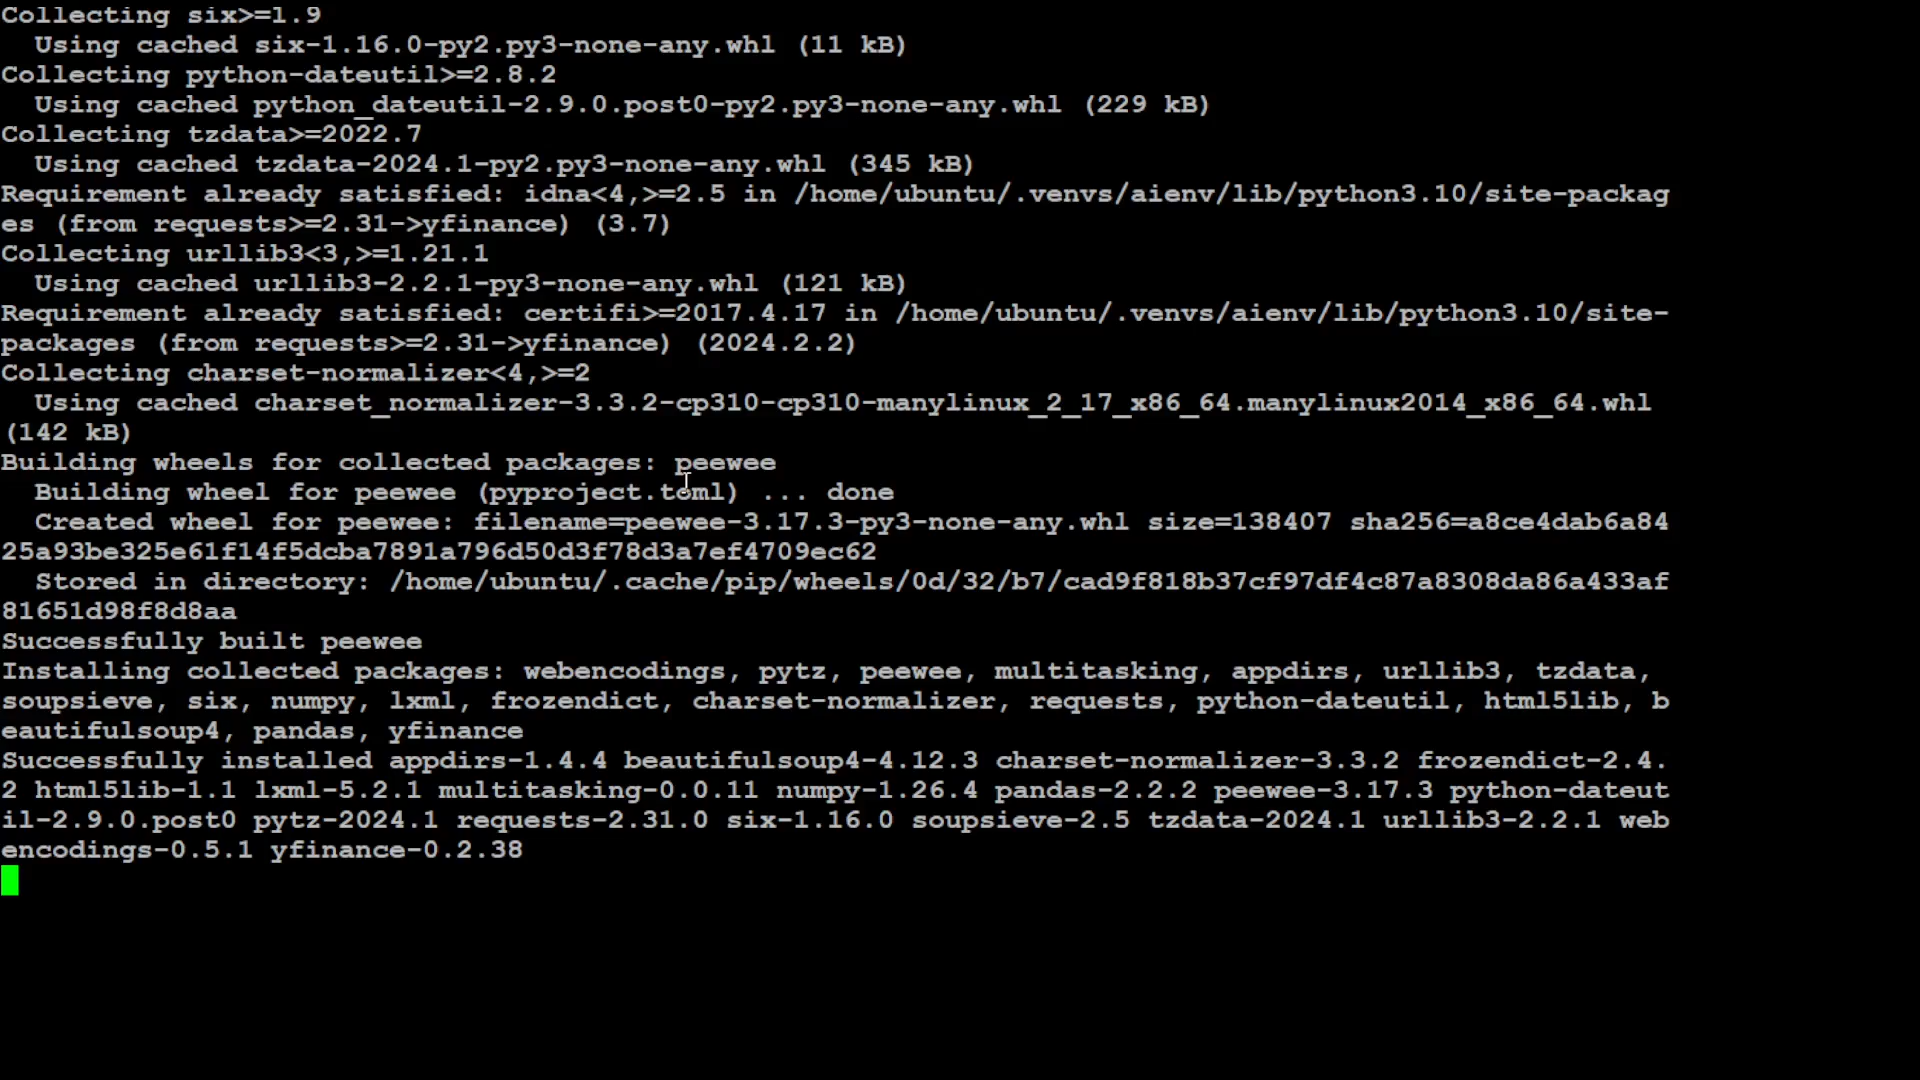 Collecting six>=1.9
  Using cached six-1.16.0-py2.py3-none-any.whl (11 kB)
Collecting python-dateutil>=2.8.2
  Using cached python_dateutil-2.9.0.post0-py2.py3-none-any.whl (229 kB)
Collecting tzdata>=2022.7
  Using cached tzdata-2024.1-py2.py3-none-any.whl (345 kB)
Requirement already satisfied: idna<4,>=2.5 in /home/ubuntu/.venvs/aienv/lib/python3.10/site-packag
es (from requests>=2.31->yfinance) (3.7)
Collecting urllib3<3,>=1.21.1
  Using cached urllib3-2.2.1-py3-none-any.whl (121 kB)
Requirement already satisfied: certifi>=2017.4.17 in /home/ubuntu/.venvs/aienv/lib/python3.10/site-
packages (from requests>=2.31->yfinance) (2024.2.2)
Collecting charset-normalizer<4,>=2
  Using cached charset_normalizer-3.3.2-cp310-cp310-manylinux_2_17_x86_64.manylinux2014_x86_64.whl
(142 kB)
Building wheels for collected packages: peewee
  Building wheel for peewee (pyproject.toml) ... done
  Created wheel for peewee: filename=peewee-3.17.3-py3-none-any.whl size=138407 sha256=a8ce4dab6a84
25a93be325e61f14f5dcba7891a796d50d3f78d3a7ef4709ec62
  Stored in directory: /home/ubuntu/.cache/pip/wheels/0d/32/b7/cad9f818b37cf97df4c87a8308da86a433af
81651d98f8d8aa
Successfully built peewee
Installing collected packages: webencodings, pytz, peewee, multitasking, appdirs, urllib3, tzdata,
soupsieve, six, numpy, lxml, frozendict, charset-normalizer, requests, python-dateutil, html5lib, b
eautifulsoup4, pandas, yfinance
Successfully installed appdirs-1.4.4 beautifulsoup4-4.12.3 charset-normalizer-3.3.2 frozendict-2.4.
2 html5lib-1.1 lxml-5.2.1 multitasking-0.0.11 numpy-1.26.4 pandas-2.2.2 peewee-3.17.3 python-dateut
il-2.9.0.post0 pytz-2024.1 requests-2.31.0 six-1.16.0 soupsieve-2.5 tzdata-2024.1 urllib3-2.2.1 web
encodings-0.5.1 yfinance-0.2.38